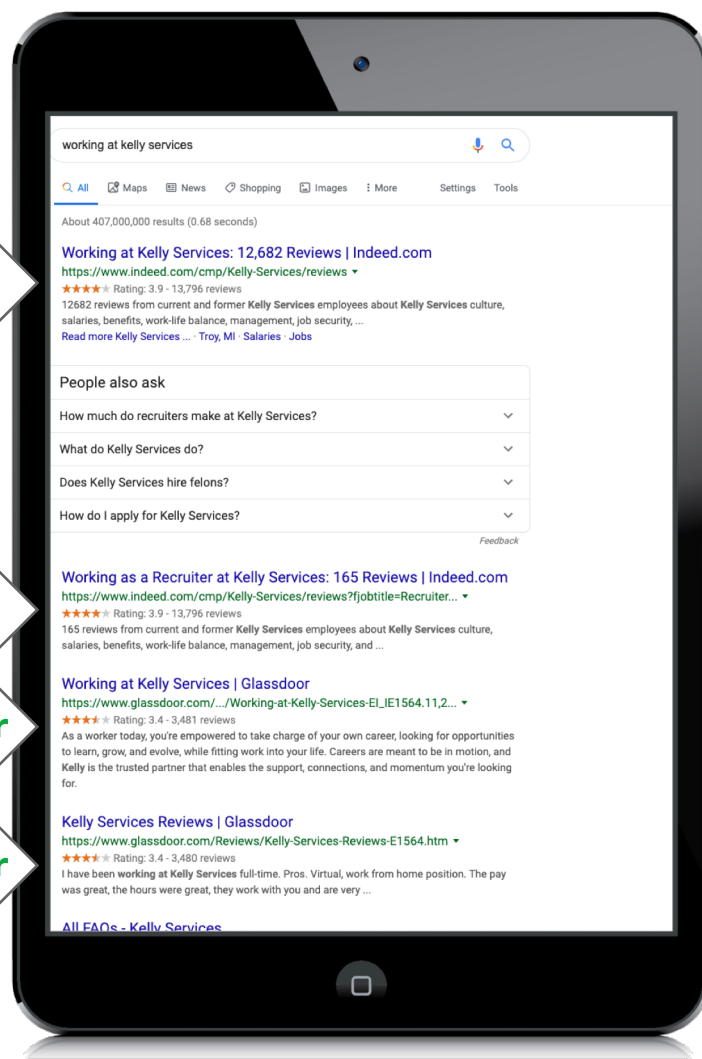 working at kelly services
All Maps News Shopping Images More Settings Tools
About 407,000,000 results (0.68 seconds)
Working at Kelly Services: 12,682 Reviews | Indeed.com
https://www.indeed.com/cmp/Kelly-Services/reviews
Rating: 3.9 - 13,796 reviews
12682 reviews from current and former Kelly Services employees about Kelly Services culture,
salaries, benefits, work-life balance, management, job security, ...
Read more Kelly Services ... · Troy, MI · Salaries · Jobs
People also ask
How much do recruiters make at Kelly Services?
What do Kelly Services do?
Does Kelly Services hire felons?
How do I apply for Kelly Services?
Feedback
Working as a Recruiter at Kelly Services: 165 Reviews | Indeed.com
https://www.indeed.com/cmp/Kelly-Services/reviews?fjobtitle=Recruiter...
Rating: 3.9 - 13,796 reviews
165 reviews from current and former Kelly Services employees about Kelly Services culture,
salaries, benefits, work-life balance, management, job security, and ...
Working at Kelly Services | Glassdoor
https://www.glassdoor.com/.../Working-at-Kelly-Services-EI_IE1564.11,2...
Rating: 3.4 - 3,481 reviews
As a worker today, you're empowered to take charge of your own career, looking for opportunities
to learn, grow, and evolve, while fitting work into your life. Careers are meant to be in motion, and
Kelly is the trusted partner that enables the support, connections, and momentum you're looking
for.
r
Kelly Services Reviews | Glassdoor
https://www.glassdoor.com/Reviews/Kelly-Services-Reviews-E1564.htm
Rating: 3.4 - 3,480 reviews
I have been working at Kelly Services full-time. Pros. Virtual, work from home position. The pay
was great, the hours were great, they work with you and are very ...
r
All FAQs - Kelly Services